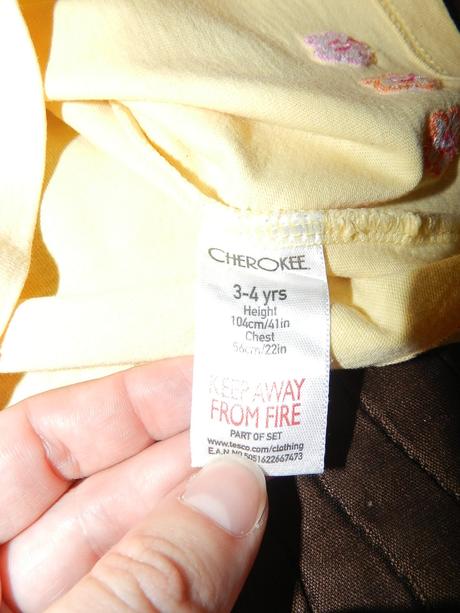 CHEROKEE
3-4 yrs
Height
104cm/41in
Chest
56cm/22in
KEEP AWAY
FROM FIRE
PART OF SET
www.tesco.com/clothing
E.A.N NO.5051622667473